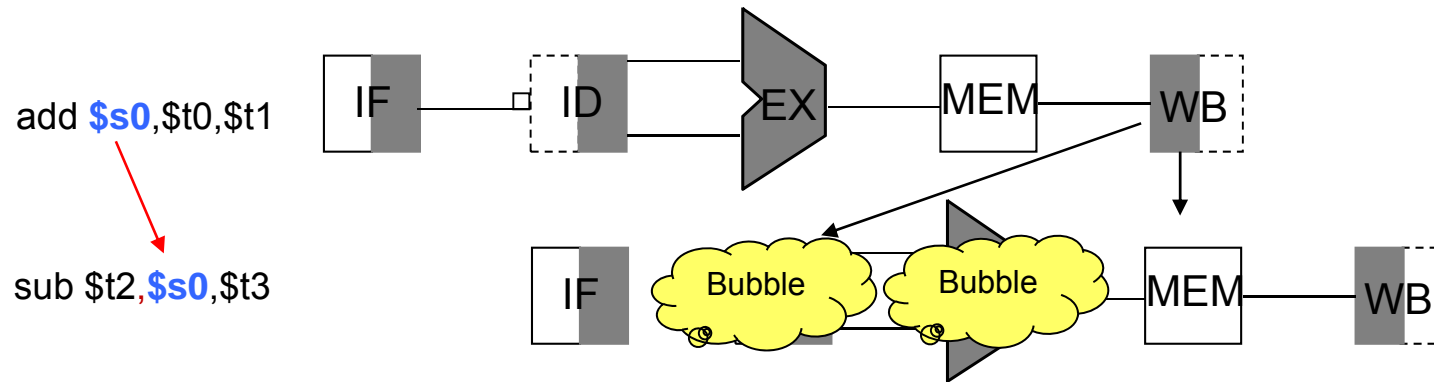 add $s0,$t0,$t1
IF ID EX MEM WB
sub $t2,$s0,$t3
IF Bubble Bubble MEM WB